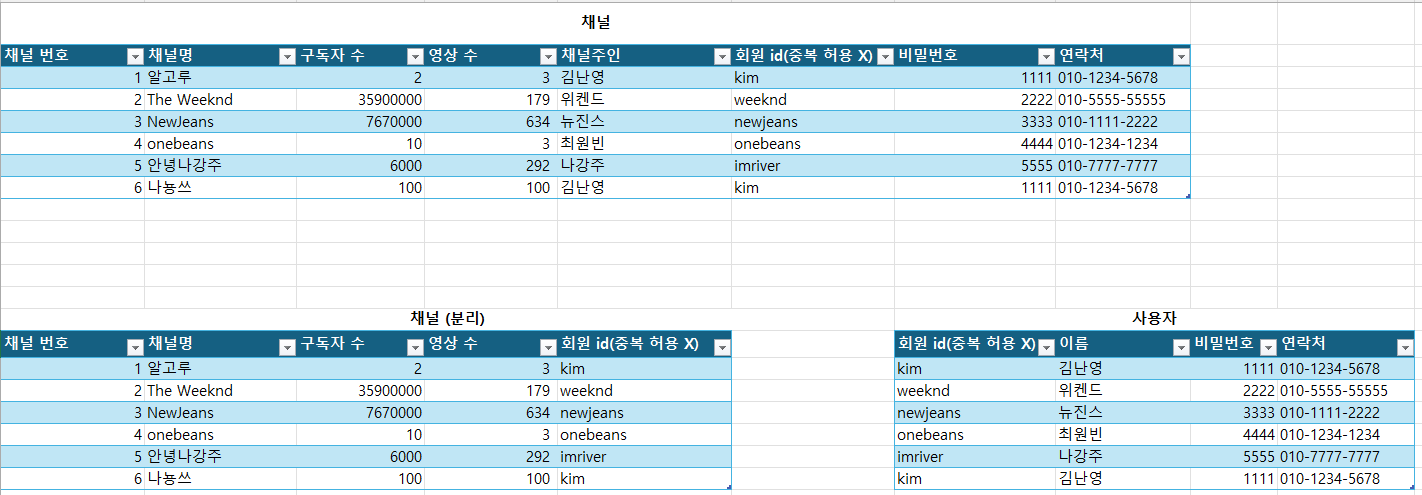 채널
채널 번호 채널명 구독자 수 영상 수 채널주인 회원 id(중복 허용 X) 비밀번호 연락처
1 알고루 2 3 김난영 kim 1111 010-1234-5678
2 The Weeknd 35900000 179 위켄드 weeknd 2222 010-5555-55555
3 NewJeans 7670000 634 뉴진스 newjeans 3333 010-1111-2222
4 onebeans 10 3 최원빈 onebeans 4444 010-1234-1234
5 안녕나강주 6000 292 나강주 imriver 5555 010-7777-7777
6 나뇽쓰 100 100 김난영 kim 1111 010-1234-5678
채널 (분리) 사용자
채널 번호 채널명 구독자 수 영상 수 회원 id(중복 허용 X) 회원 id(중복 허용 X) 이름 비밀번호 연락처
1 알고루 2 3 kim kim 김난영 1111 010-1234-5678
2 The Weeknd 35900000 179 weeknd weeknd 위켄드 2222 010-5555-55555
3 NewJeans 7670000 634 newjeans newjeans 뉴진스 3333 010-1111-2222
4 onebeans 10 3 onebeans onebeans 최원빈 4444 010-1234-1234
5 안녕나강주 6000 292 imriver imriver 나강주 5555 010-7777-7777
6 나뇽쓰 100 100 kim kim 김난영 1111 010-1234-5678